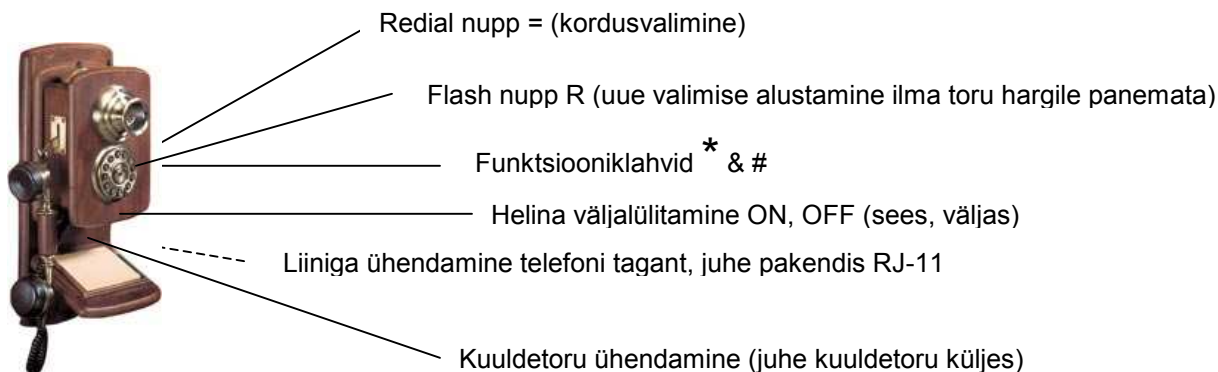 Redial nupp = (kordusvalimine)
Flash nupp R (uue valimise alustamine ilma toru hargile panemata)
Funktsiooniklahvid * & #
Helina väljalülitamine ON, OFF (sees, väljas)
Liiniga ühendamine telefoni tagant, juhe pakendis RJ-11
Kuuldetoru ühendamine (juhe kuuldetoru küljes)